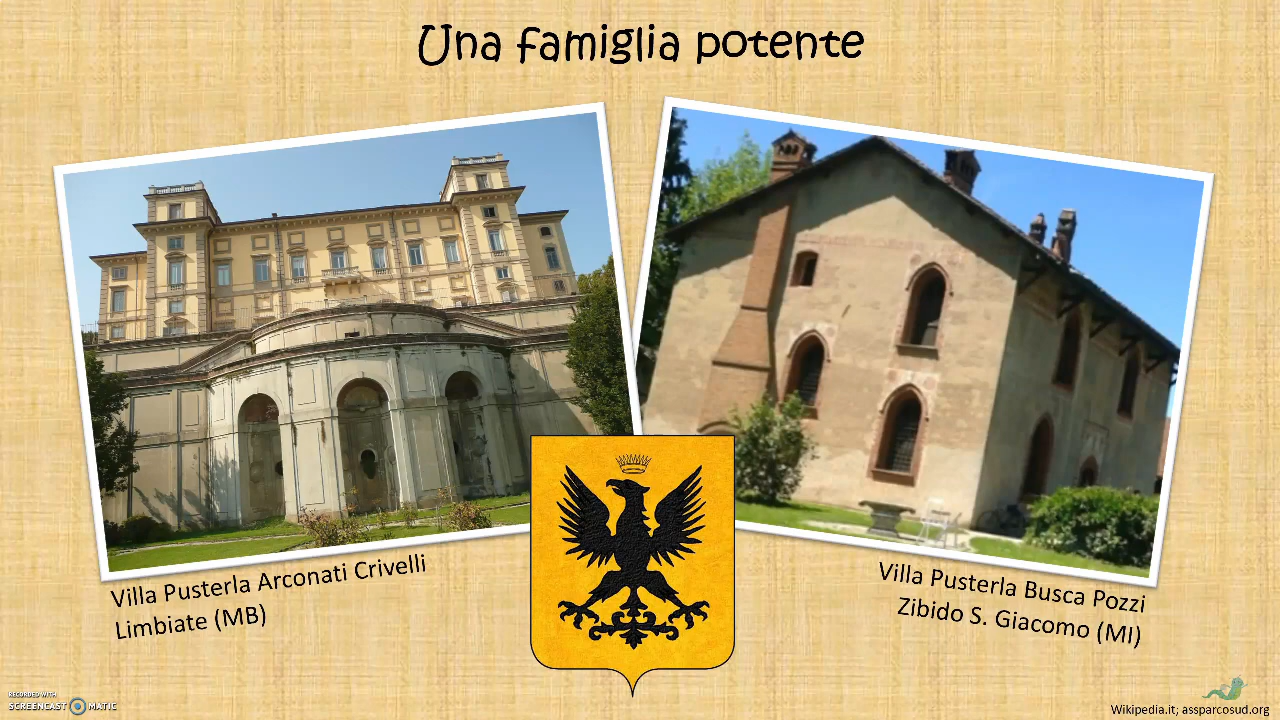 Una famiglia potente
Villa Pusterla Arconati Crivelli
Limbiate (MB)
Villa Pusterla Busca Pozzi
Zibido S. Giacomo (MI)
RECORDED WITH
SCREENCAST MATIC
Wikipedia.it; assparcosud.org